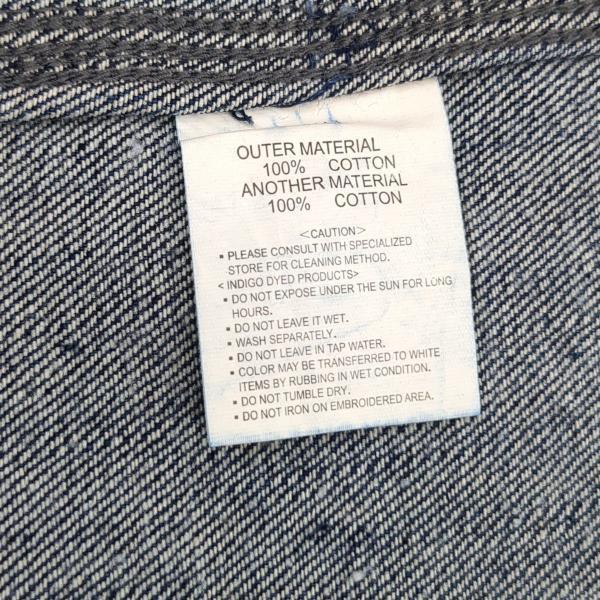 OUTER MATERIAL
100% COTTON
ANOTHER MATERIAL
100% COTTON
<CAUTION>
▪ PLEASE CONSULT WITH SPECIALIZED
STORE FOR CLEANING METHOD.
< INDIGO DYED PRODUCTS>
▪ DO NOT EXPOSE UNDER THE SUN FOR LONG
HOURS.
▪ DO NOT LEAVE IT WET.
▪ WASH SEPARATELY.
▪ DO NOT LEAVE IN TAP WATER.
▪ COLOR MAY BE TRANSFERRED TO WHITE
ITEMS BY RUBBING IN WET CONDITION.
▪ DO NOT TUMBLE DRY.
▪ DO NOT IRON ON EMBROIDERED AREA.